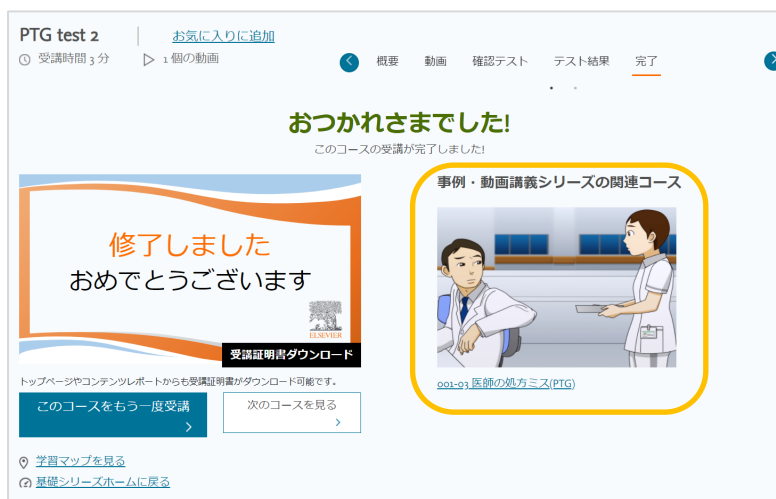 PTG test 2
お気に入りに追加
受講時間 3 分
1 個の動画
概要
動画
確認テスト
テスト結果
完了
おつかれさまでした!
このコースの受講が完了しました!
修了しました
おめでとうございます
ELSEVIER
受講証明書ダウンロード
トップページやコンテンツレポートからも受講証明書がダウンロード可能です。
このコースをもう一度受講
次のコースを見る
学習マップを見る
基礎シリーズホームに戻る
事例・動画講義シリーズの関連コース
001-03 医師の処方ミス(PTG)